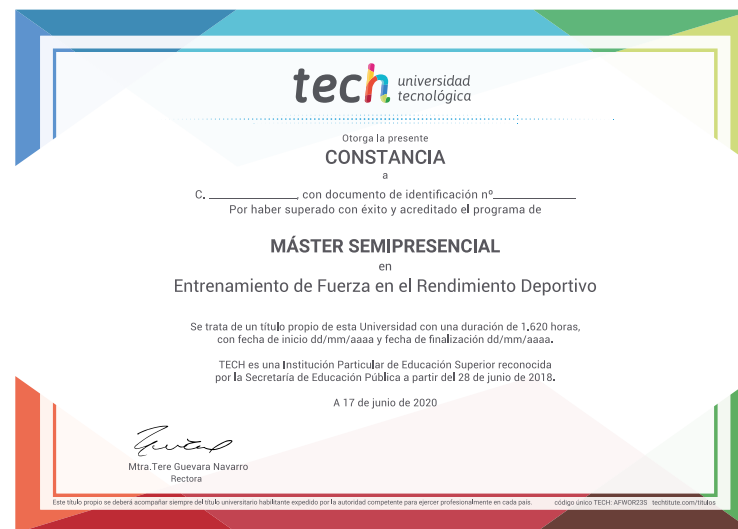 tech universidad
tecnológica
Otorga la presente
CONSTANCIA
a
C. ____________, con documento de identificación nº____________
Por haber superado con éxito y acreditado el programa de
MÁSTER SEMIPRESENCIAL
en
Entrenamiento de Fuerza en el Rendimiento Deportivo
Se trata de un título propio de esta Universidad con una duración de 1.620 horas,
con fecha de inicio dd/mm/aaaa y fecha de finalización dd/mm/aaaa.
TECH es una Institución Particular de Educación Superior reconocida
por la Secretaría de Educación Pública a partir del 28 de junio de 2018.
A 17 de junio de 2020
Mtra.Tere Guevara Navarro
Rectora
Este título propio se deberá acompañar siempre del título universitario habilitante expedido por la autoridad competente para ejercer profesionalmente en cada país. código único TECH: AFWOR23S techtitute.com/titulos